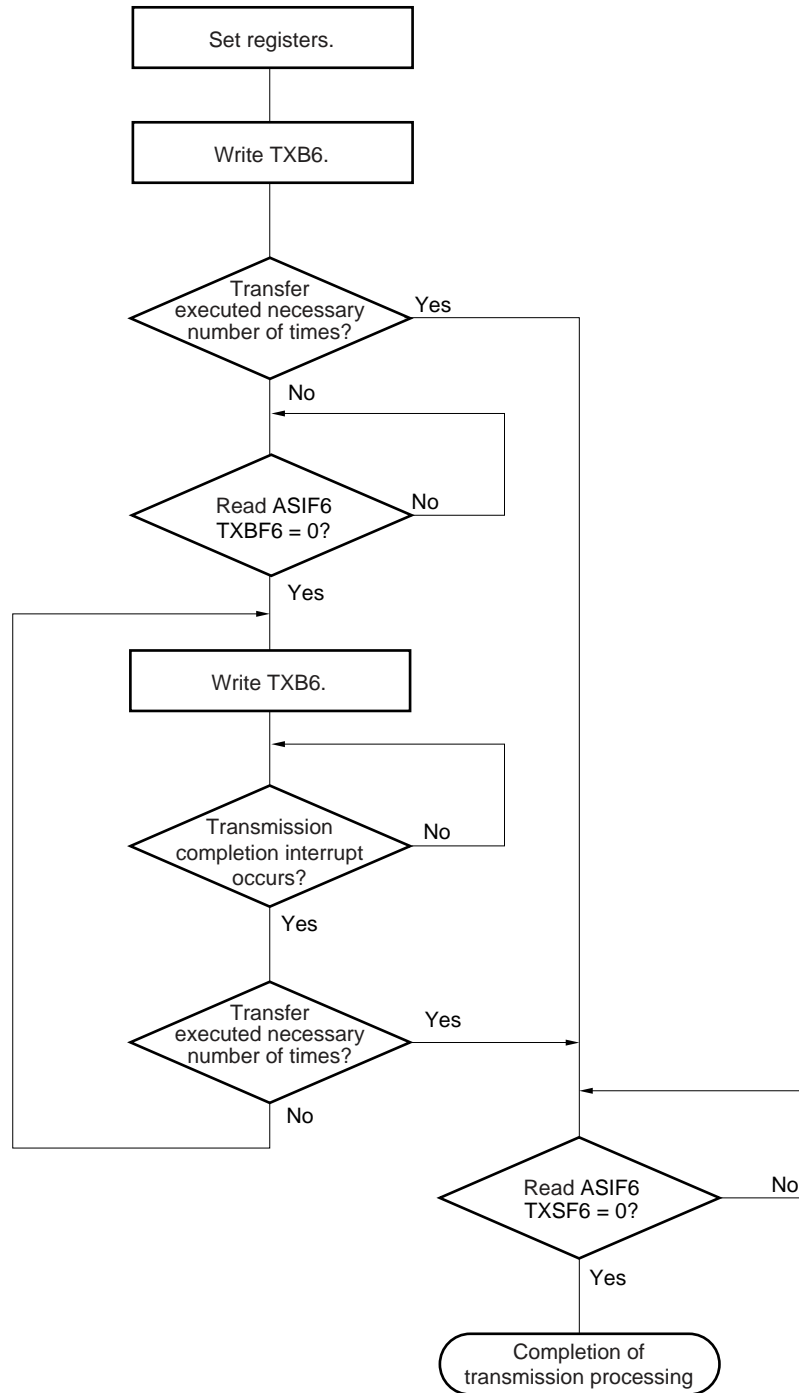 Set registers.
Write TXB6.
Transfer
executed necessary
number of times?
Yes
No
Read ASIF6
TXBF6 = 0?
No
Yes
Write TXB6.
Transmission
completion interrupt
occurs?
No
Yes
Transfer
executed necessary
number of times?
Yes
No
Read ASIF6
TXSF6 = 0?
No
Yes
Completion of
transmission processing